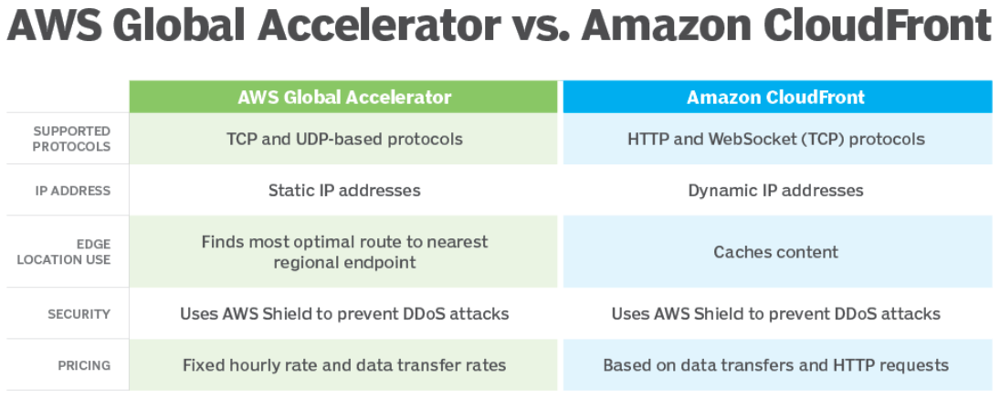 AWS Global Accelerator vs. Amazon CloudFront
AWS Global Accelerator
Amazon CloudFront
SUPPORTED
PROTOCOLS
TCP and UDP-based protocols
HTTP and WebSocket (TCP) protocols
IP ADDRESS
Static IP addresses
Dynamic IP addresses
EDGE
LOCATION USE
Finds most optimal route to nearest
regional endpoint
Caches content
SECURITY
Uses AWS Shield to prevent DDoS attacks
Uses AWS Shield to prevent DDoS attacks
PRICING
Fixed hourly rate and data transfer rates
Based on data transfers and HTTP requests